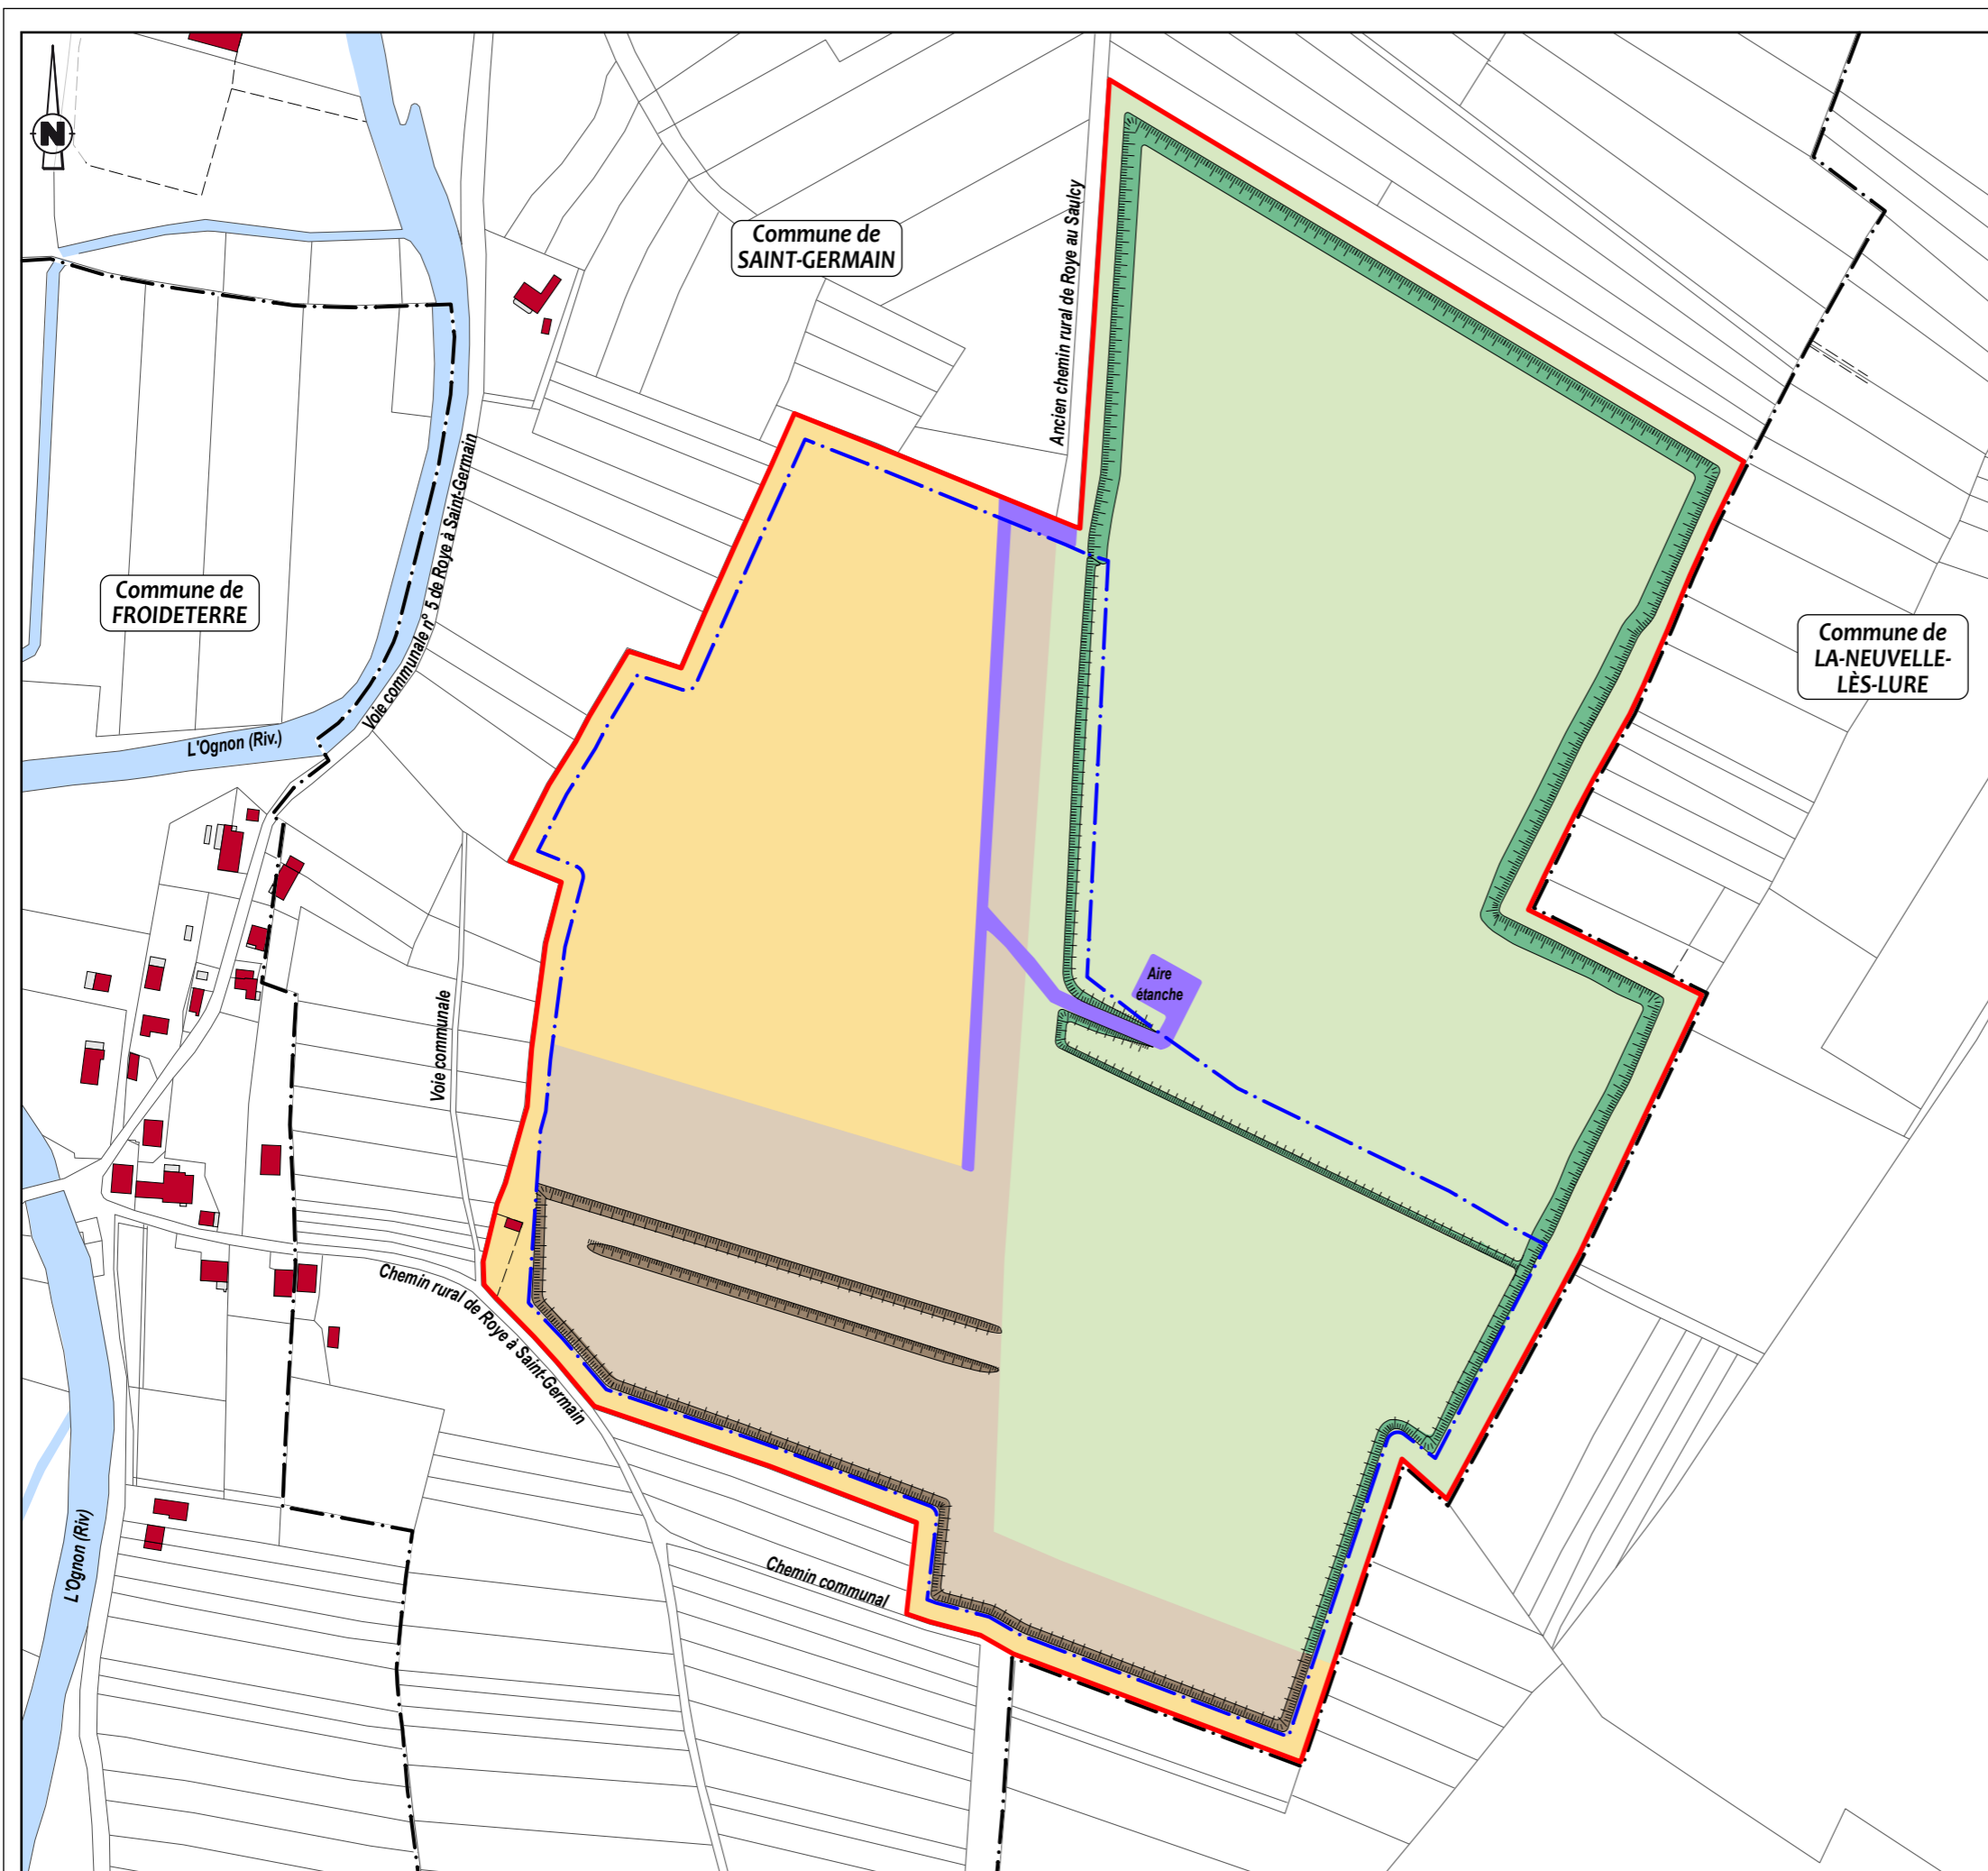 N
Commune de
SAINT-GERMAIN
Ancien chemin rural de Roye au Saulcy
Commune de
FROIDETERRE
Voie communale n° 5 de Roye à Saint-Germain
Commune de
LA-NEUVELLE-
LÈS-LURE
L'Ognon (Riv.)
Aire
étanche
Voie communale
Chemin rural de Roye à Saint-Germain
L'Ognon (Riv)
Chemin communal